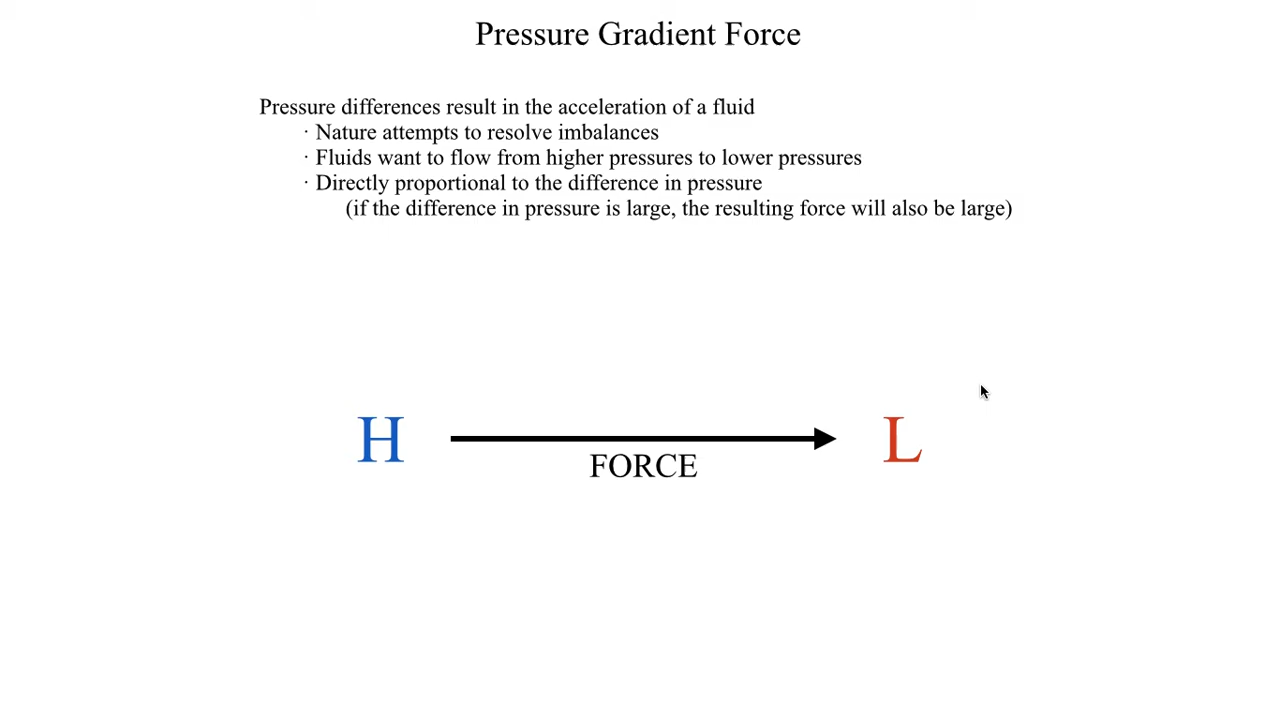 Pressure Gradient Force
Pressure differences result in the acceleration of a fluid
· Nature attempts to resolve imbalances
· Fluids want to flow from higher pressures to lower pressures
· Directly proportional to the difference in pressure
(if the difference in pressure is large, the resulting force will also be large)
H
L
FORCE